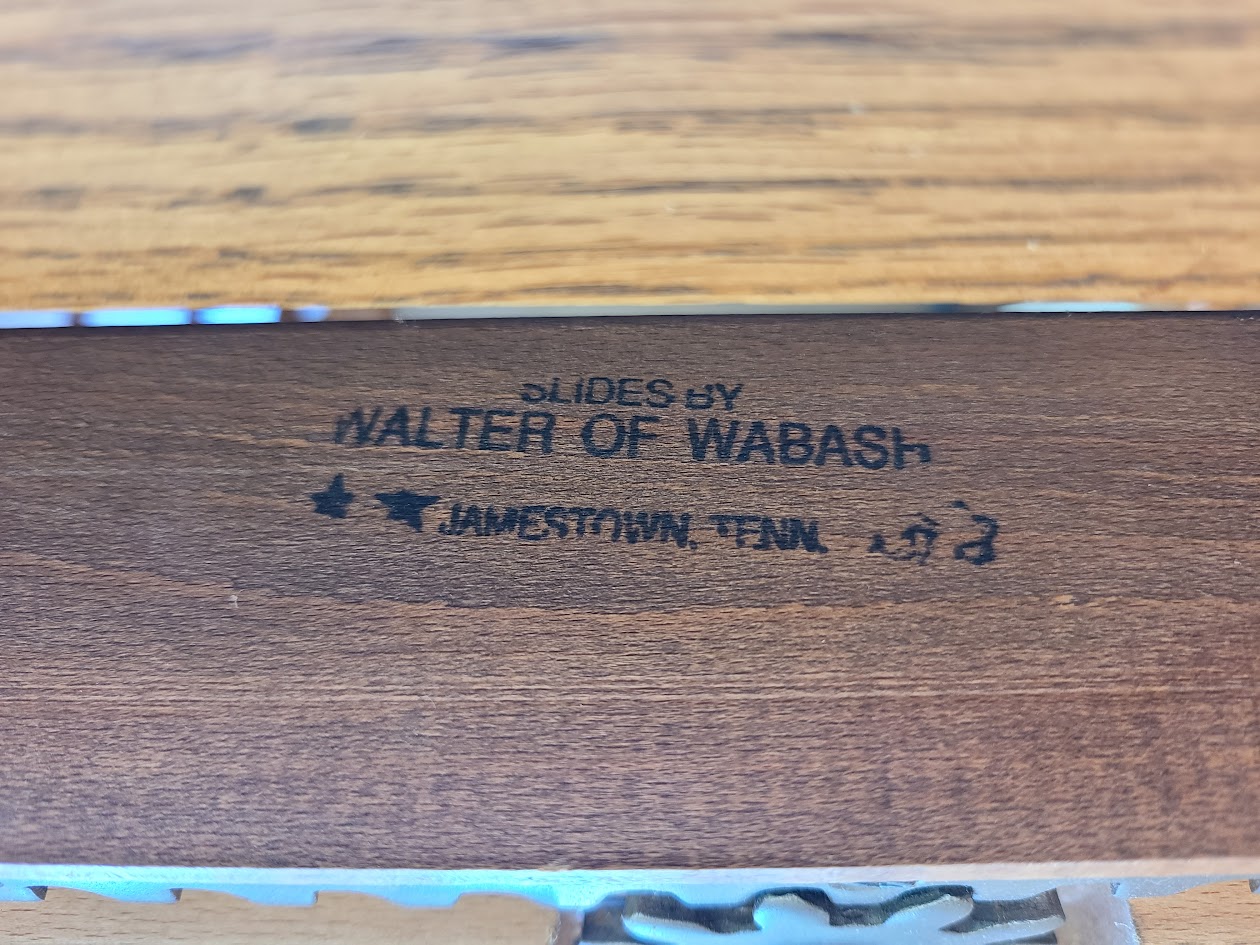 SLIDES BY
WALTER OF WABASH
★ ★ JAMESTOWN, TENN.